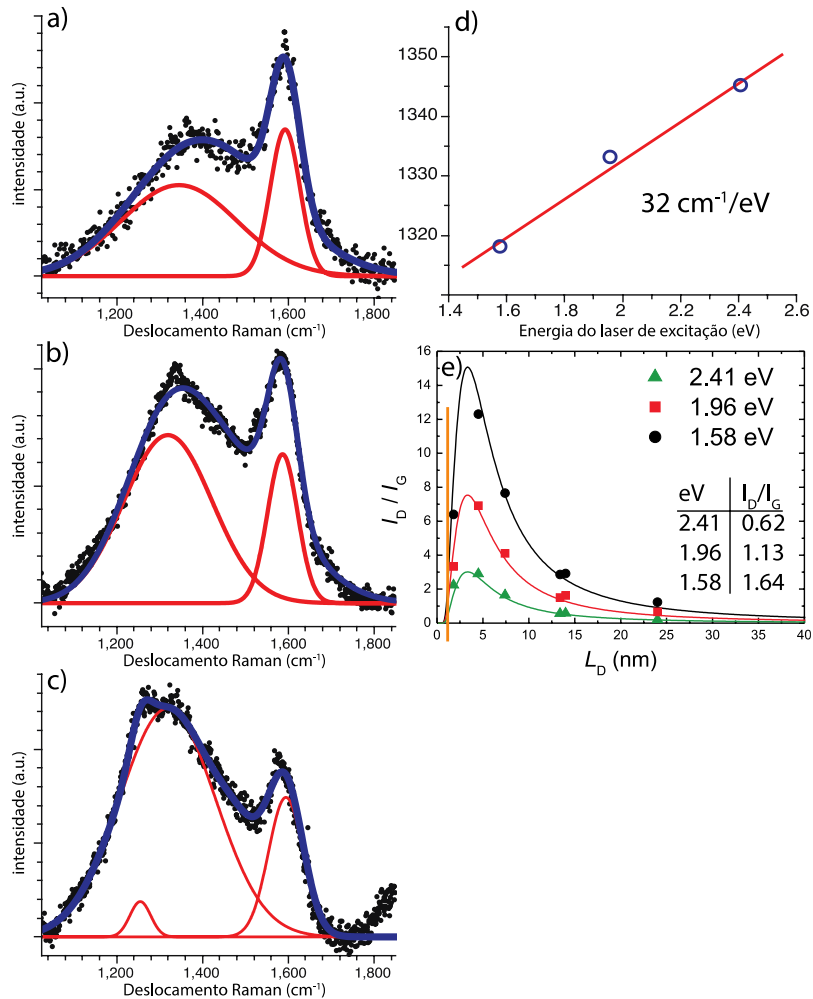 a)
intensidade (a.u.)
1,200 1,400 1,600 1,800
Deslocamento Raman (cm-1)
b)
intensidade (a.u.)
1,200 1,400 1,600 1,800
Deslocamento Raman (cm-1)
c)
intensidade (a.u.)
1,200 1,400 1,600 1,800
Deslocamento Raman (cm-1)
d)
1350
1340
1330
1320
32 cm-1/eV
1.4 1.6 1.8 2 2.2 2.4 2.6
Energia do laser de excitação (eV)
e)
16
14
12
10
8
6
4
2
0
ID / IG
2.41 eV
1.96 eV
1.58 eV
eV ID/IG
2.41 0.62
1.96 1.13
1.58 1.64
0 5 10 15 20 25 30 35 40
LD (nm)